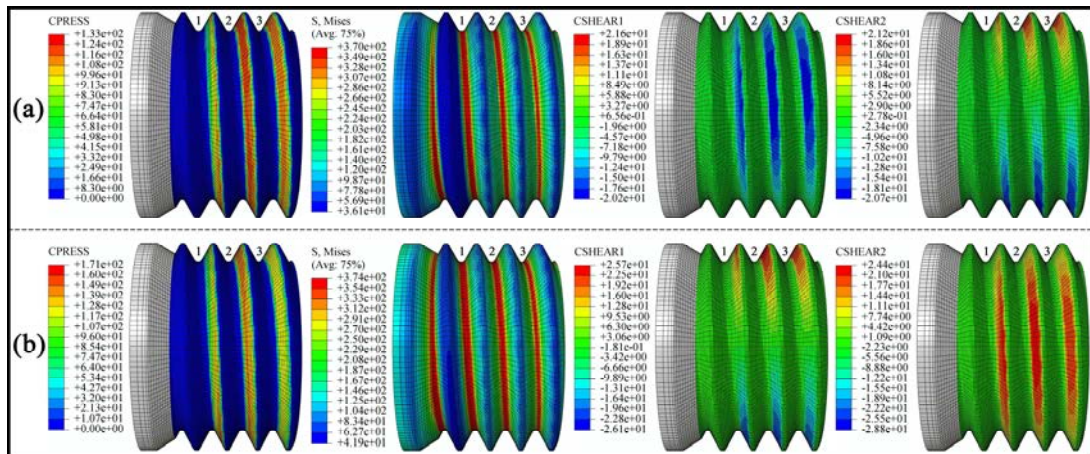 (a)
CPRESS
+1.33e+02
+1.24e+02
+1.16e+02
+1.08e+02
+9.96e+01
+9.13e+01
+8.30e+01
+7.47e+01
+6.64e+01
+5.81e+01
+4.98e+01
+4.15e+01
+3.32e+01
+2.49e+01
+1.66e+01
+8.30e+00
+0.00e+00
1 2 3
S, Mises
(Avg: 75%)
+3.70e+02
+3.49e+02
+3.28e+02
+3.07e+02
+2.86e+02
+2.66e+02
+2.45e+02
+2.24e+02
+2.03e+02
+1.82e+02
+1.61e+02
+1.40e+02
+1.20e+02
+9.87e+01
+7.78e+01
+5.69e+01
+3.61e+01
1 2 3
CSHEAR1
+2.16e+01
+1.89e+01
+1.63e+01
+1.37e+01
+1.11e+01
+8.49e+00
+5.88e+00
+3.27e+00
+6.56e-01
-1.96e+00
-4.57e+00
-7.18e+00
-9.79e+00
-1.24e+01
-1.50e+01
-1.76e+01
-2.02e+01
1 2 3
CSHEAR2
+2.12e+01
+1.86e+01
+1.60e+01
+1.34e+01
+1.08e+01
+8.14e+00
+5.52e+00
+2.90e+00
+2.78e-01
-2.34e+00
-4.96e+00
-7.58e+00
-1.02e+01
-1.28e+01
-1.54e+01
-1.81e+01
-2.07e+01
1 2 3
(b)
CPRESS
+1.71e+02
+1.60e+02
+1.49e+02
+1.39e+02
+1.28e+02
+1.17e+02
+1.07e+02
+9.60e+01
+8.54e+01
+7.47e+01
+6.40e+01
+5.34e+01
+4.27e+01
+3.20e+01
+2.13e+01
+1.07e+01
+0.00e+00
1 2 3
S, Mises
(Avg: 75%)
+3.74e+02
+3.54e+02
+3.33e+02
+3.12e+02
+2.91e+02
+2.70e+02
+2.50e+02
+2.29e+02
+2.08e+02
+1.87e+02
+1.67e+02
+1.46e+02
+1.25e+02
+1.04e+02
+8.34e+01
+6.27e+01
+4.19e+01
1 2 3
CSHEAR1
+2.57e+01
+2.25e+01
+1.92e+01
+1.60e+01
+1.28e+01
+9.53e+00
+6.30e+00
+3.06e+00
-1.81e-01
-3.42e+00
-6.66e+00
-9.89e+00
-1.31e+01
-1.64e+01
-1.96e+01
-2.28e+01
-2.61e+01
1 2 3
CSHEAR2
+2.44e+01
+2.10e+01
+1.77e+01
+1.44e+01
+1.11e+01
+7.74e+00
+4.42e+00
+1.09e+00
-2.23e+00
-5.56e+00
-8.88e+00
-1.22e+01
-1.55e+01
-1.89e+01
-2.22e+01
-2.55e+01
-2.88e+01
1 2 3